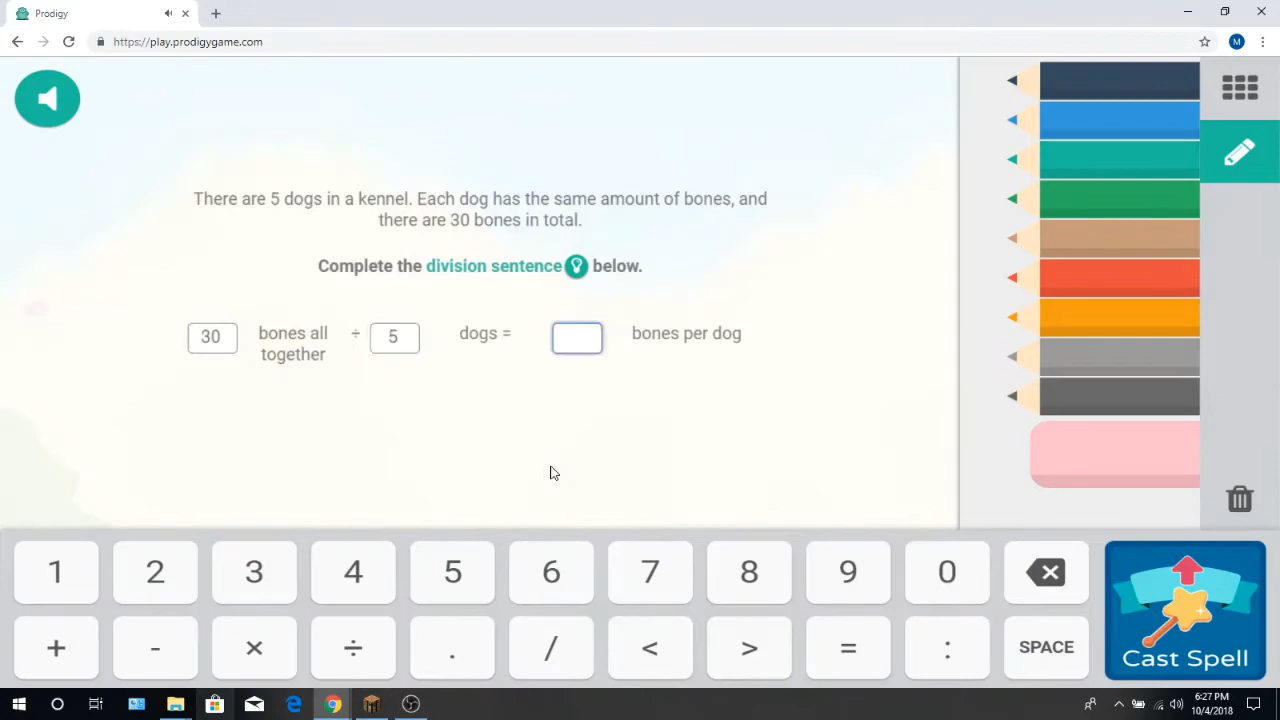 Prodigy
https://play.prodigygame.com
M
There are 5 dogs in a kennel. Each dog has the same amount of bones, and
there are 30 bones in total.
Complete the division sentence below.
30 bones all together ÷ 5 dogs = bones per dog
1 2 3 4 5 6 7 8 9 0
+ - × ÷ . / < > = : SPACE
Cast Spell
6:27 PM
10/4/2018